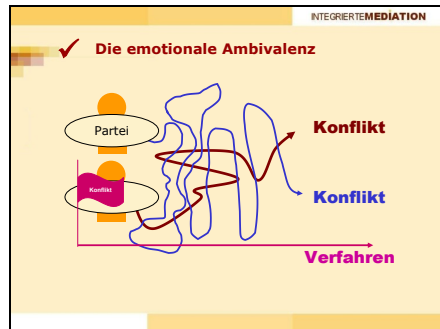 INTEGRIERTEMEDIATION
Die emotionale Ambivalenz
Partei
Konflikt
Konflikt
Konflikt
Verfahren